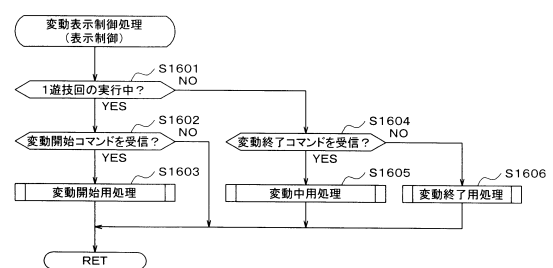 変動表示制御処理
(表示制御)
S1601
1遊技回の実行中?
NO
YES
S1602
変動開始コマンドを受信?
NO
YES
S1604
変動終了コマンドを受信?
NO
YES
S1603
変動開始用処理
S1605
変動中用処理
S1606
変動終了用処理
RET